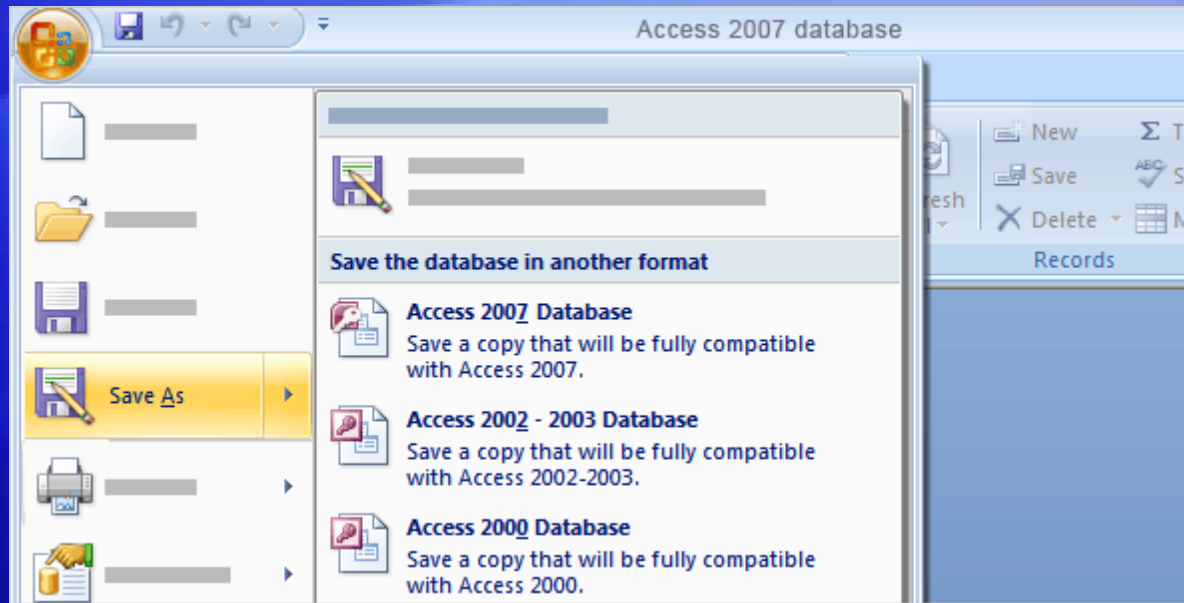 Access 2007 database
New
Save
ABC
resh
Delete
Records
Save the database in another format
Access 2007 Database
Save a copy that will be fully compatible
with Access 2007.
Save As
Access 2002 - 2003 Database
Save a copy that will be fully compatible
with Access 2002-2003.
Access 2000 Database
Save a copy that will be fully compatible
with Access 2000.